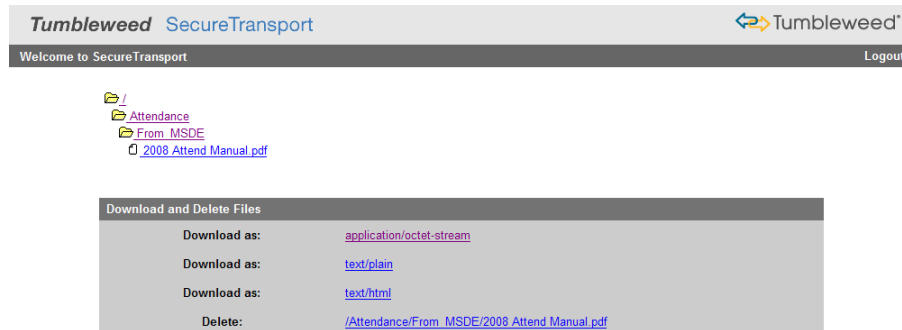 Tumbleweed SecureTransport Tumbleweed®
Welcome to SecureTransport Logout
/
Attendance
From_MSDE
2008 Attend Manual.pdf
Download and Delete Files
Download as: application/octet-stream
Download as: text/plain
Download as: text/html
Delete: /Attendance/From_MSDE/2008 Attend Manual.pdf